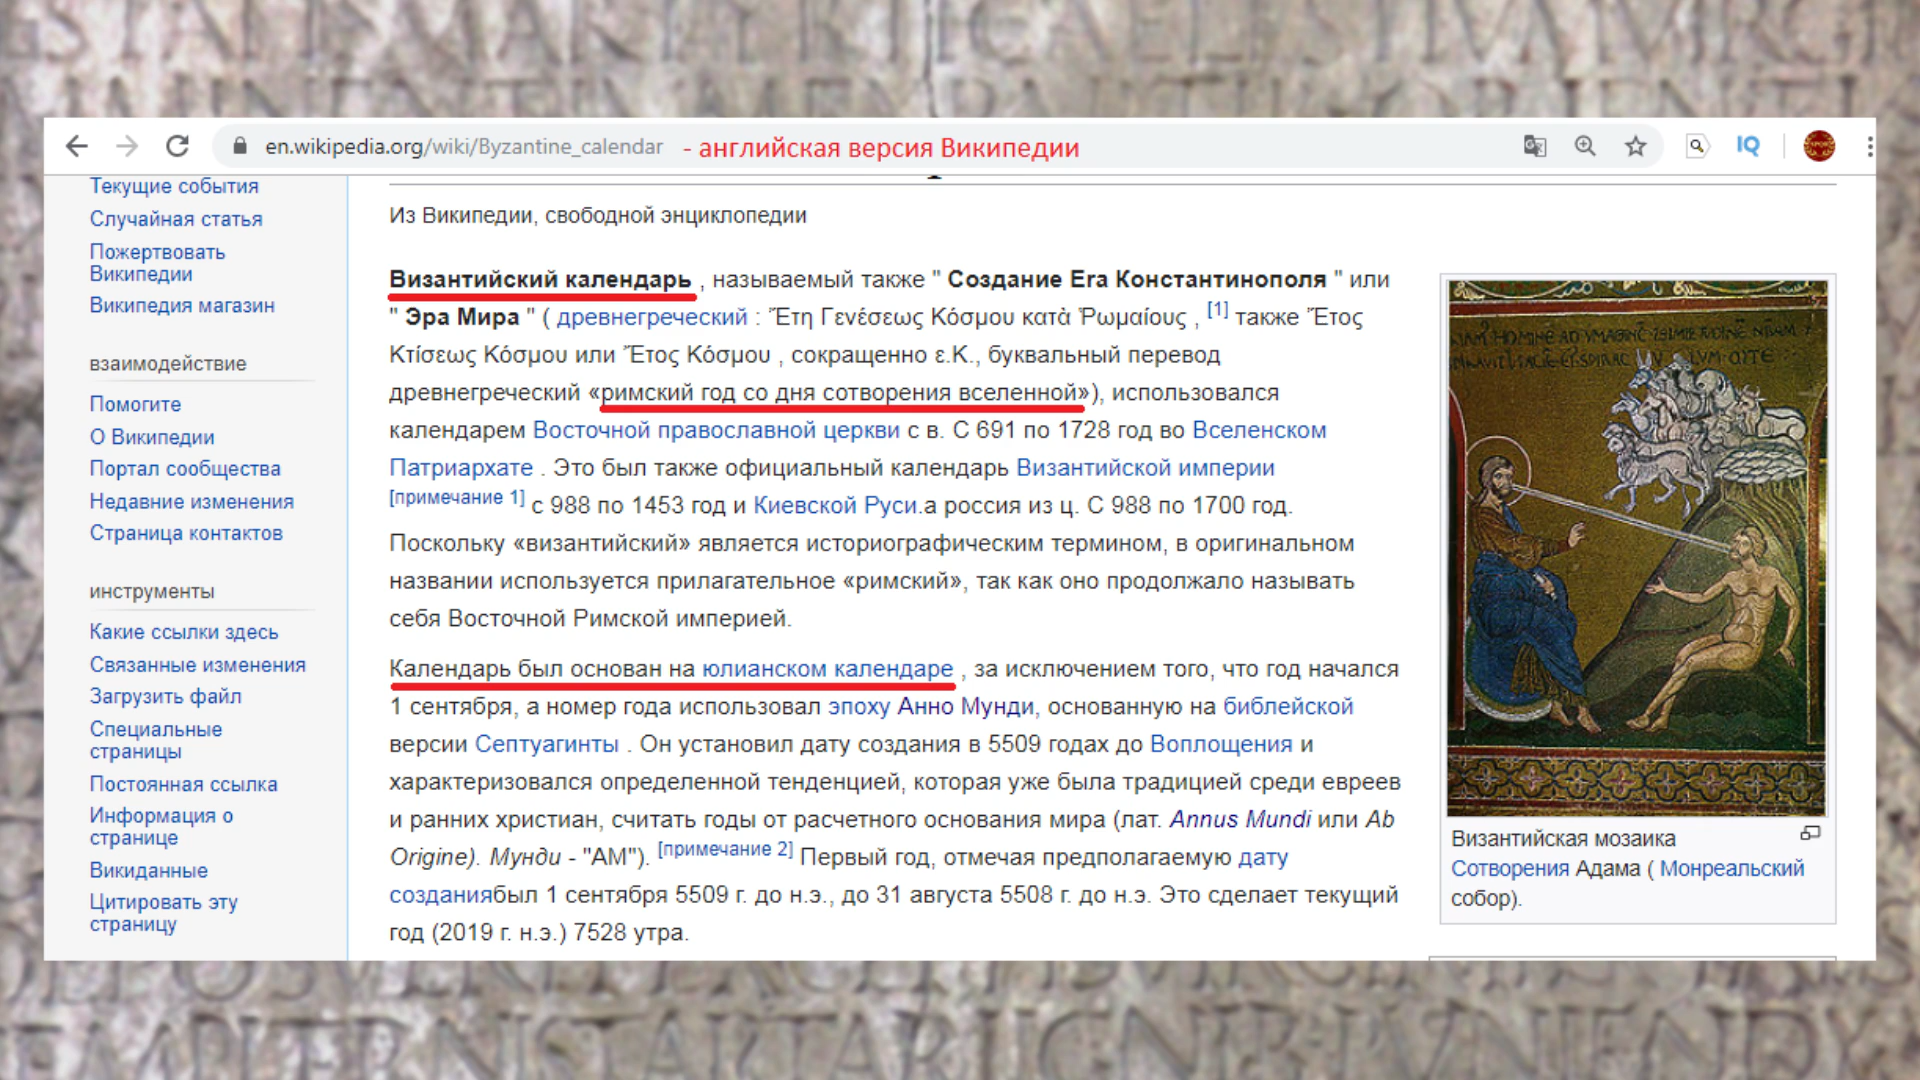 en.wikipedia.org/wiki/Byzantine_calendar - английская версия Википедии
IQ
Текущие события
Случайная статья
Пожертвовать
Википедии
Википедия магазин
взаимодействие
Помогите
О Википедии
Портал сообщества
Недавние изменения
Страница контактов
инструменты
Какие ссылки здесь
Связанные изменения
Загрузить файл
Специальные
страницы
Постоянная ссылка
Информация о
странице
Викиданные
Цитировать эту
страницу
Из Википедии, свободной энциклопедии
Византийский календарь , называемый также " Создание Era Константинополя " или
" Эра Мира " ( древнегреческий : Ἔτη Γενέσεως Κόσμου κατὰ Ῥωμαίους , [1] также Ἔτος
Κτίσεως Κόσμου или Ἔτος Κόσμου , сокращенно ε.Κ., буквальный перевод
древнегреческий «римский год со дня сотворения вселенной»), использовался
календарем Восточной православной церкви с в. С 691 по 1728 год во Вселенском
Патриархате . Это был также официальный календарь Византийской империи
[примечание 1] с 988 по 1453 год и Киевской Руси.а россия из ц. С 988 по 1700 год.
Поскольку «византийский» является историографическим термином, в оригинальном
названии используется прилагательное «римский», так как оно продолжало называть
себя Восточной Римской империей.
Календарь был основан на юлианском календаре , за исключением того, что год начался
1 сентября, а номер года использовал эпоху Анно Мунди, основанную на библейской
версии Септуагинты . Он установил дату создания в 5509 годах до Воплощения и
характеризовался определенной тенденцией, которая уже была традицией среди евреев
и ранних христиан, считать годы от расчетного основания мира (лат. Annus Mundi или Ab
Origine). Мунди - "АМ"). [примечание 2] Первый год, отмечая предполагаемую дату
созданиябыл 1 сентября 5509 г. до н.э., до 31 августа 5508 г. до н.э. Это сделает текущий
год (2019 г. н.э.) 7528 утра.
Византийская мозаика
Сотворения Адама ( Монреальский
собор).